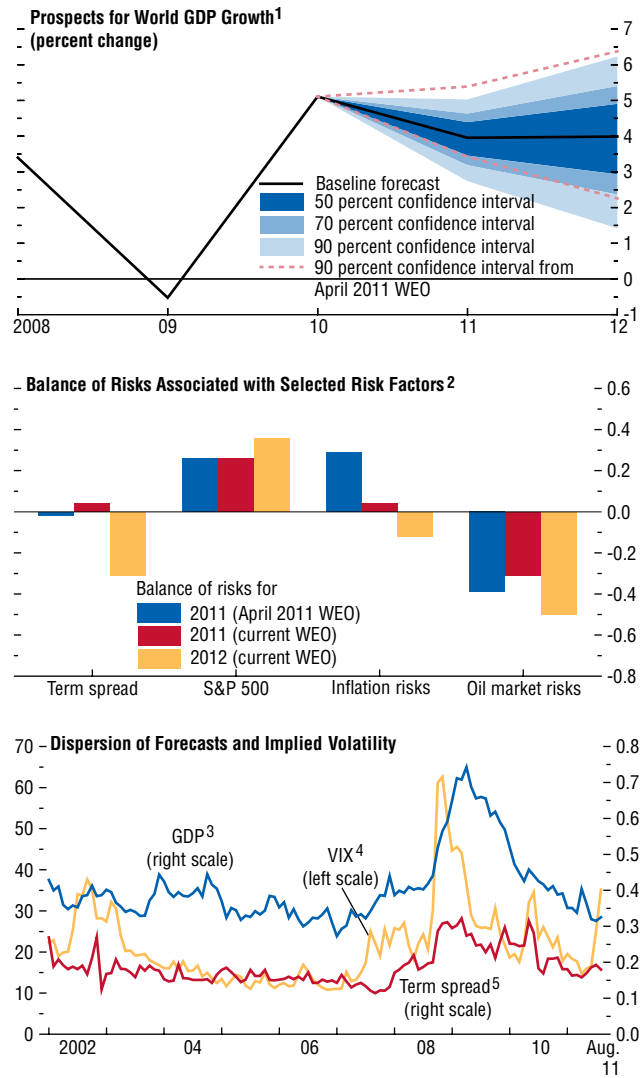 Prospects for World GDP Growth¹
(percent change)
7
6
5
4
3
2
1
0
-1
Baseline forecast
50 percent confidence interval
70 percent confidence interval
90 percent confidence interval
90 percent confidence interval from
April 2011 WEO
2008 09 10 11 12
Balance of Risks Associated with Selected Risk Factors²
0.6
0.4
0.2
0.0
-0.2
-0.4
-0.6
-0.8
Balance of risks for
2011 (April 2011 WEO)
2011 (current WEO)
2012 (current WEO)
Term spread S&P 500 Inflation risks Oil market risks
Dispersion of Forecasts and Implied Volatility
70
60
50
40
30
20
10
0
GDP³
(right scale)
VIX⁴
(left scale)
Term spread⁵
(right scale)
0.8
0.7
0.6
0.5
0.4
0.3
0.2
0.1
0.0
2002 04 06 08 10 Aug.
11